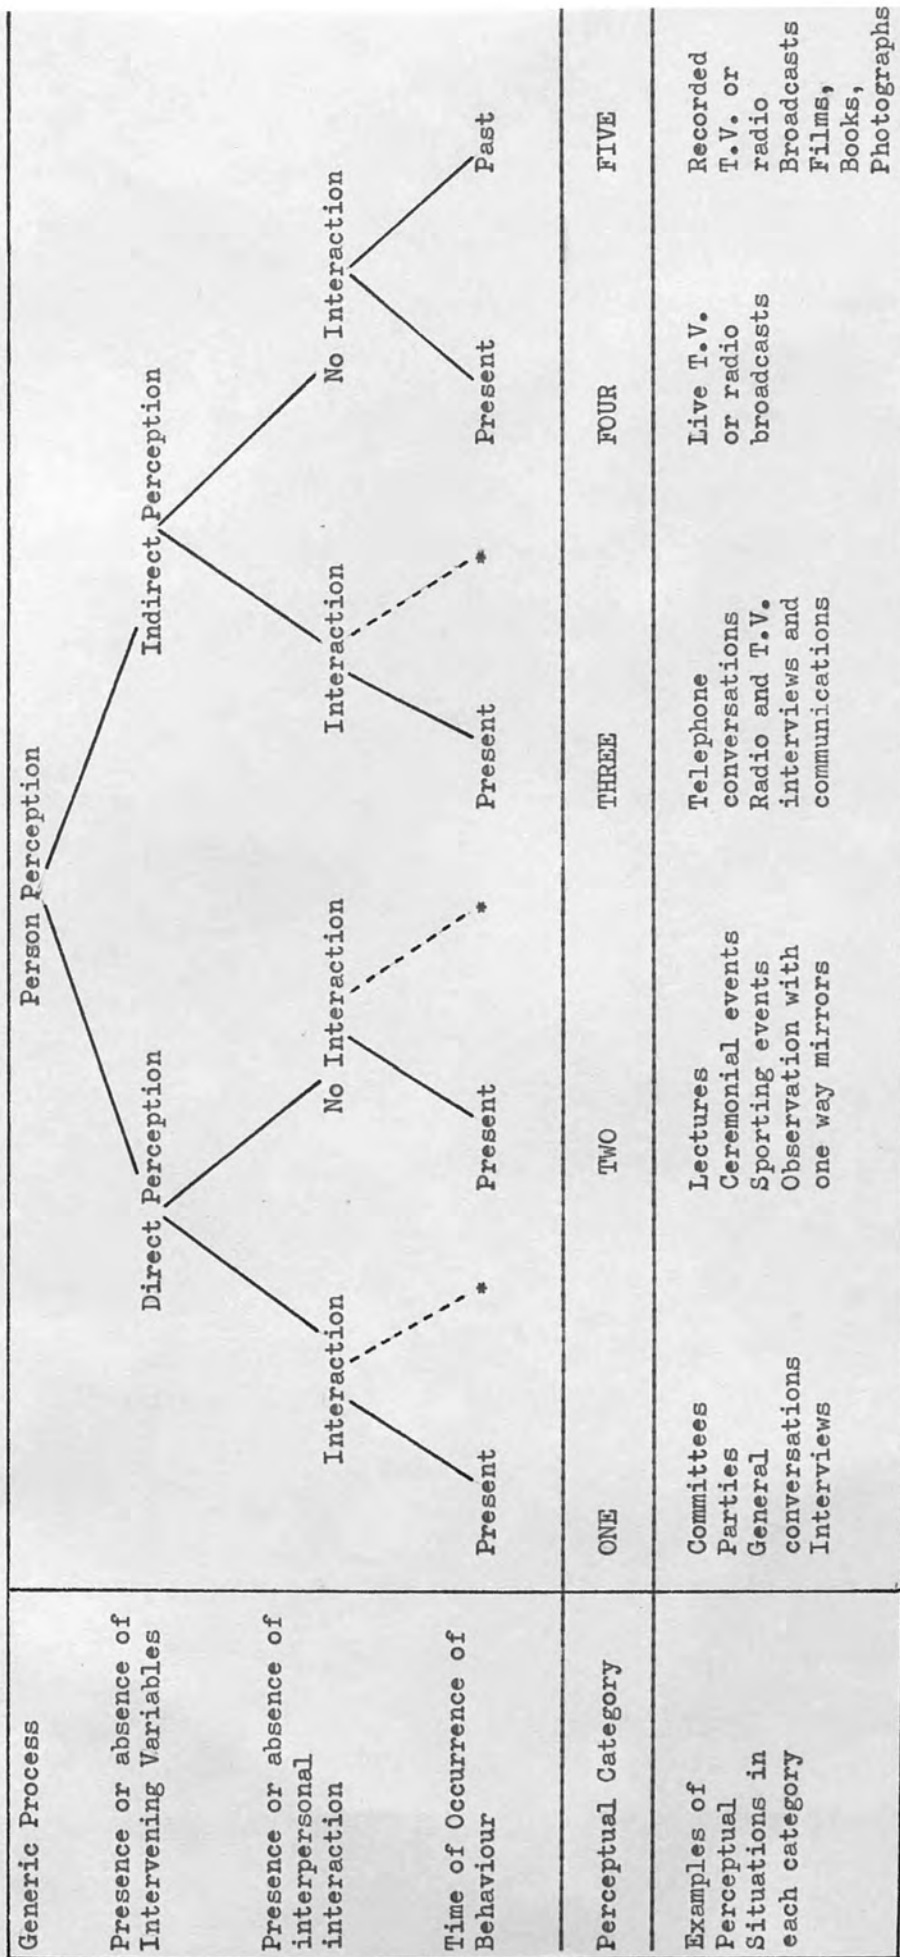 Generic Process
Person Perception
Presence or absence of
Intervening Variables
Direct Perception
Indirect Perception
Presence or absence of
interpersonal
interaction
Interaction
No Interaction
Interaction
No Interaction
Time of Occurrence of
Behaviour
Present
*
Present
*
Present
*
Present
Past
Perceptual Category
ONE
TWO
THREE
FOUR
FIVE
Examples of
Perceptual
Situations in
each category
Committees
Parties
General
conversations
Interviews
Lectures
Ceremonial events
Sporting events
Observation with
one way mirrors
Telephone
conversations
Radio and T.V.
interviews and
communications
Live T.V.
or radio
broadcasts
Recorded
T.V. or
radio
Broadcasts
Films,
Books,
Photographs